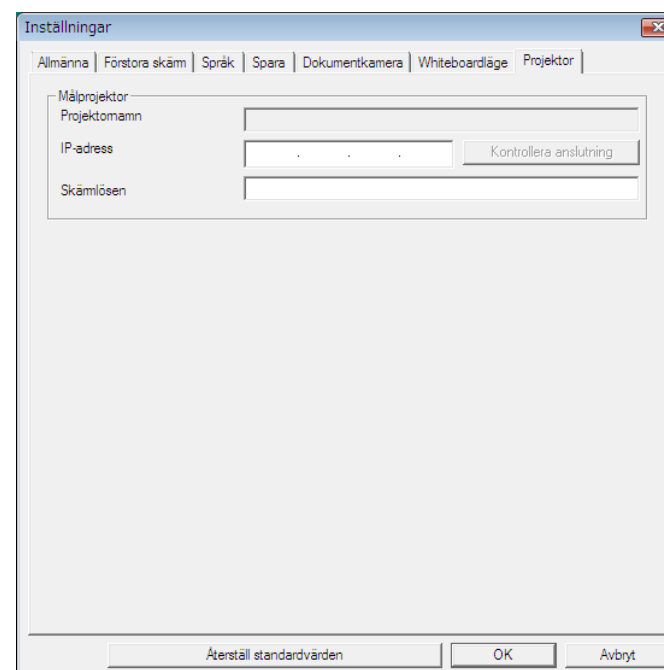 Inställningar
Allmänna Förstora skärm Språk Spara Dokumentkamera Whiteboardläge Projektor
Målprojektor
Projektornamn
IP-adress . . . Kontrollera anslutning
Skärmlösen
Återställ standardvärden OK Avbryt